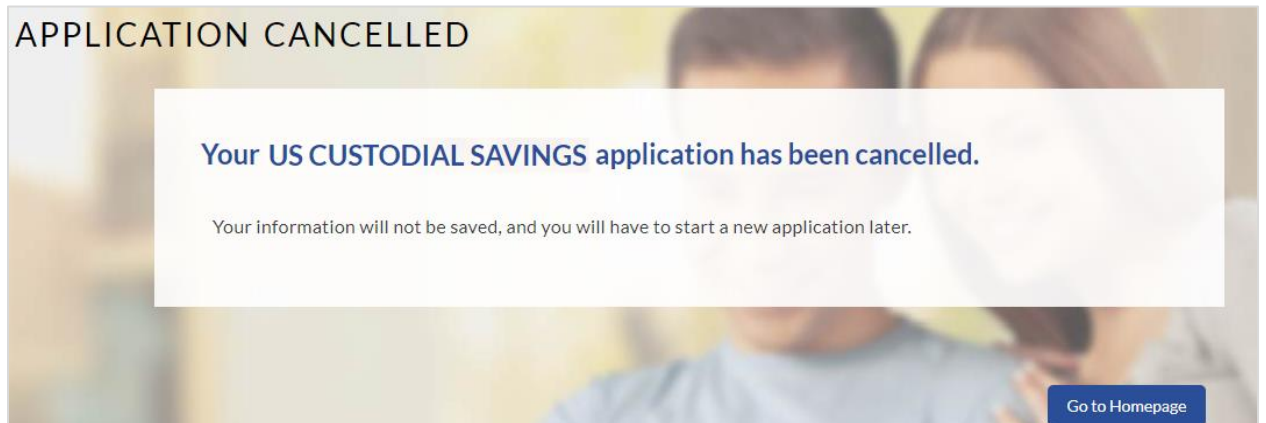 APPLICATION CANCELLED
Your US CUSTODIAL SAVINGS application has been cancelled.
Your information will not be saved, and you will have to start a new application later.
Go to Homepage